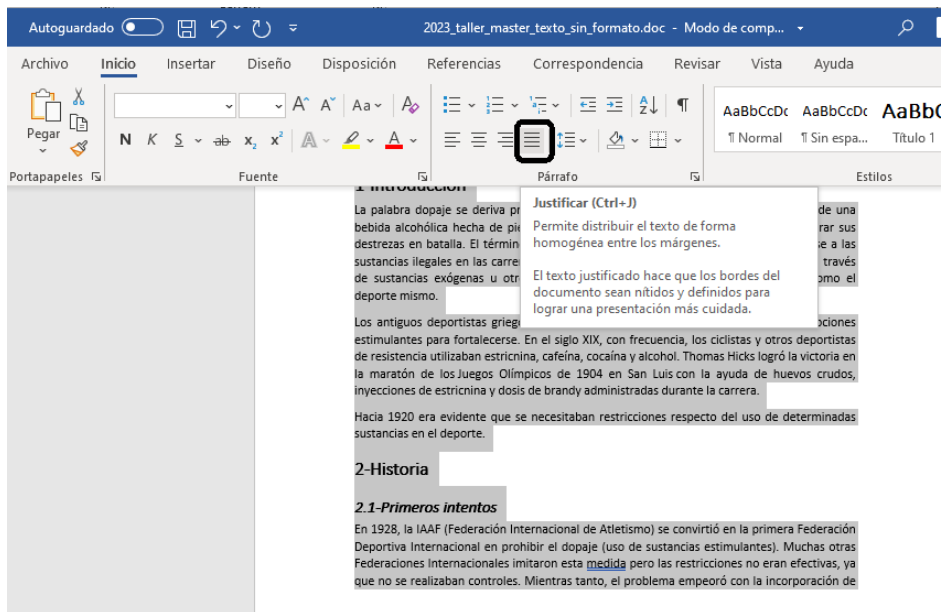 Autoguardado 2023_taller_master_texto_sin_formato.doc - Modo de comp...
Archivo Inicio Insertar Diseño Disposición Referencias Correspondencia Revisar Vista Ayuda
Pegar
N K S ab x₂ x² A A
A A Aa A
AaBbCcDc AaBbCcDc AaBbC
¶ Normal ¶ Sin espa... Título 1
Portapapeles Fuente Párrafo Estilos
Justificar (Ctrl+J)
Permite distribuir el texto de forma
homogénea entre los márgenes.
El texto justificado hace que los bordes del
documento sean nítidos y definidos para
lograr una presentación más cuidada.
1-Introducción
La palabra dopaje se deriva de una
bebida alcohólica hecha de sus
destrezas en batalla. El a las
sustancias ilegales en las través
de sustancias exógenas u el
deporte mismo.
Los antiguos deportistas
estimulantes para fortalecerse. En el siglo XIX, con frecuencia, los ciclistas y otros deportistas
de resistencia utilizaban estricnina, cafeína, cocaína y alcohol. Thomas Hicks logró la victoria en
la maratón de los Juegos Olímpicos de 1904 en San Luis con la ayuda de huevos crudos,
inyecciones de estricnina y dosis de brandy administradas durante la carrera.
Hacia 1920 era evidente que se necesitaban restricciones respecto del uso de determinadas
sustancias en el deporte.
2-Historia
2.1-Primeros intentos
En 1928, la IAAF (Federación Internacional de Atletismo) se convirtió en la primera Federación
Deportiva Internacional en prohibir el dopaje (uso de sustancias estimulantes). Muchas otras
Federaciones Internacionales imitaron esta medida pero las restricciones no eran efectivas, ya
que no se realizaban controles. Mientras tanto, el problema empeoró con la incorporación de